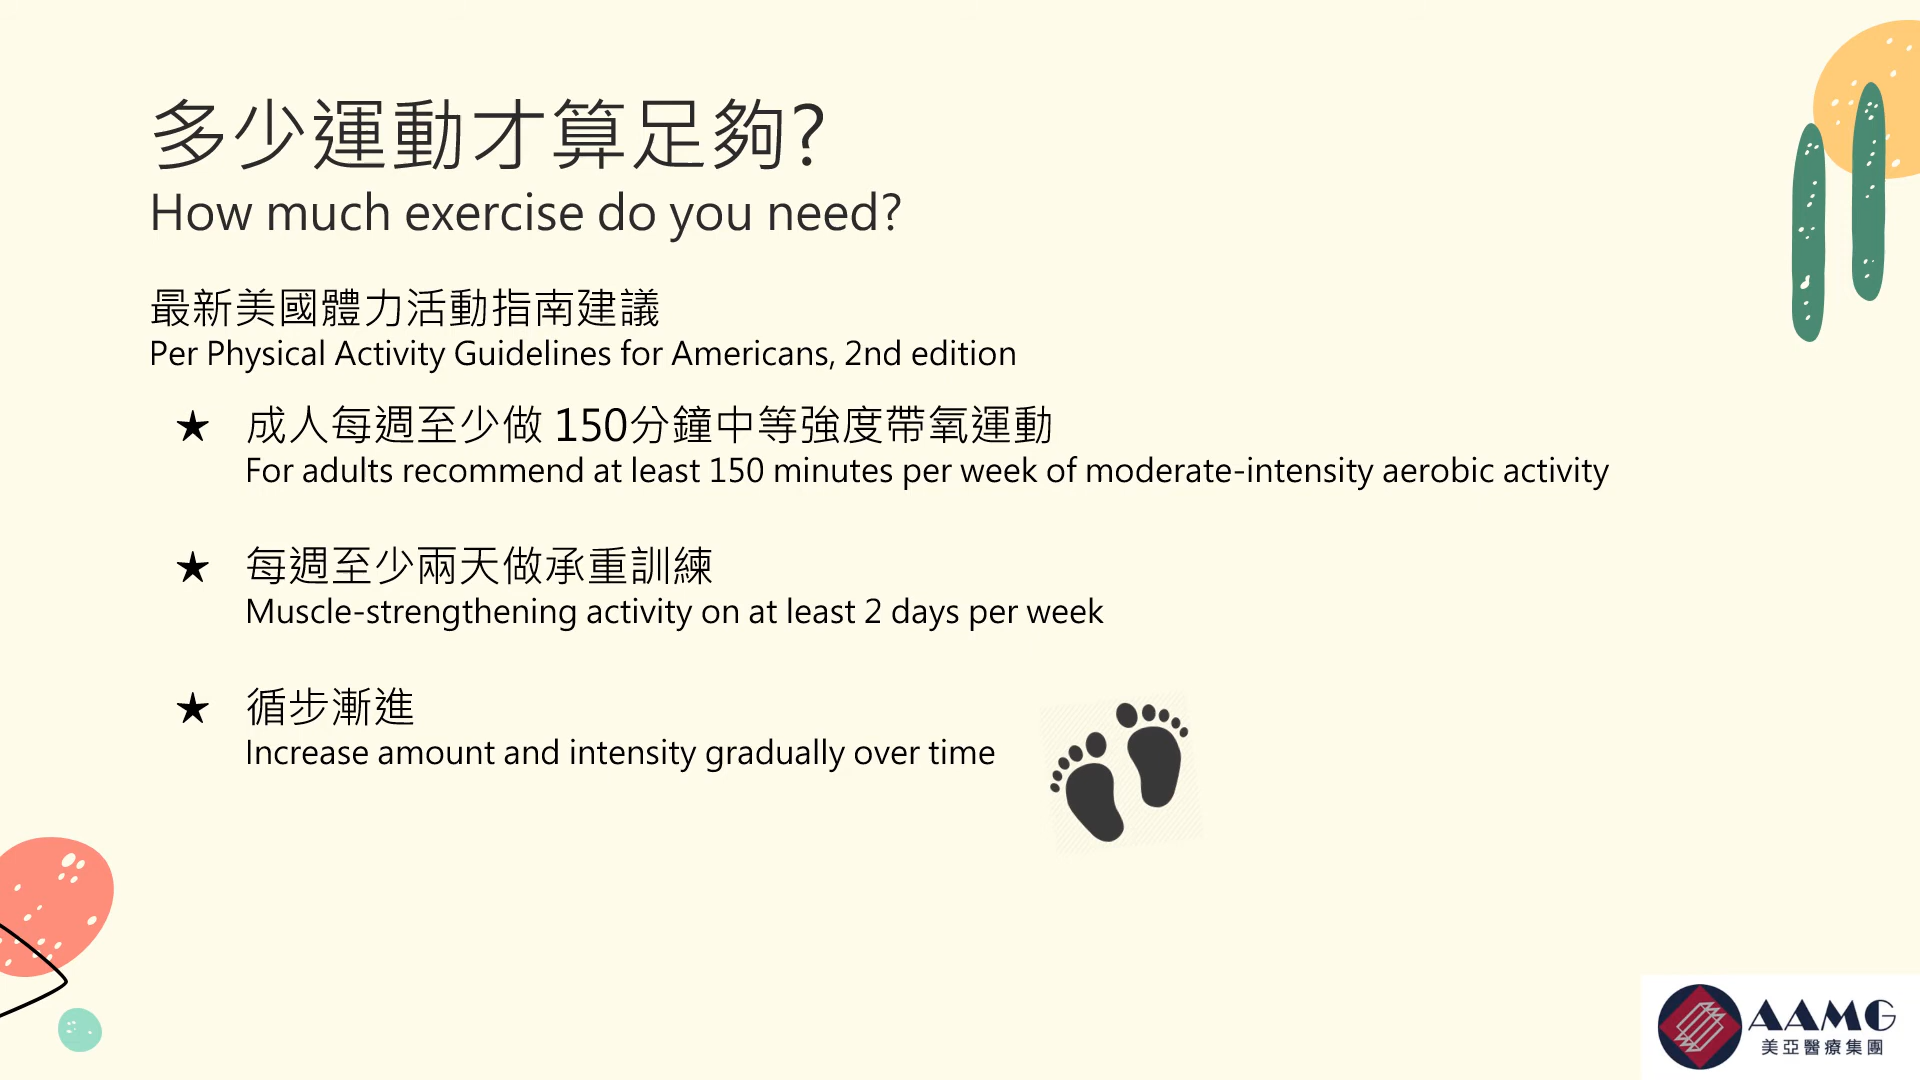 多少運動才算足夠?
How much exercise do you need?
最新美國體力活動指南建議
Per Physical Activity Guidelines for Americans, 2nd edition
★ 成人每週至少做 150分鐘中等強度帶氧運動
For adults recommend at least 150 minutes per week of moderate-intensity aerobic activity
★ 每週至少兩天做承重訓練
Muscle-strengthening activity on at least 2 days per week
★ 循步漸進
Increase amount and intensity gradually over time
AAMG
美亞醫療集團